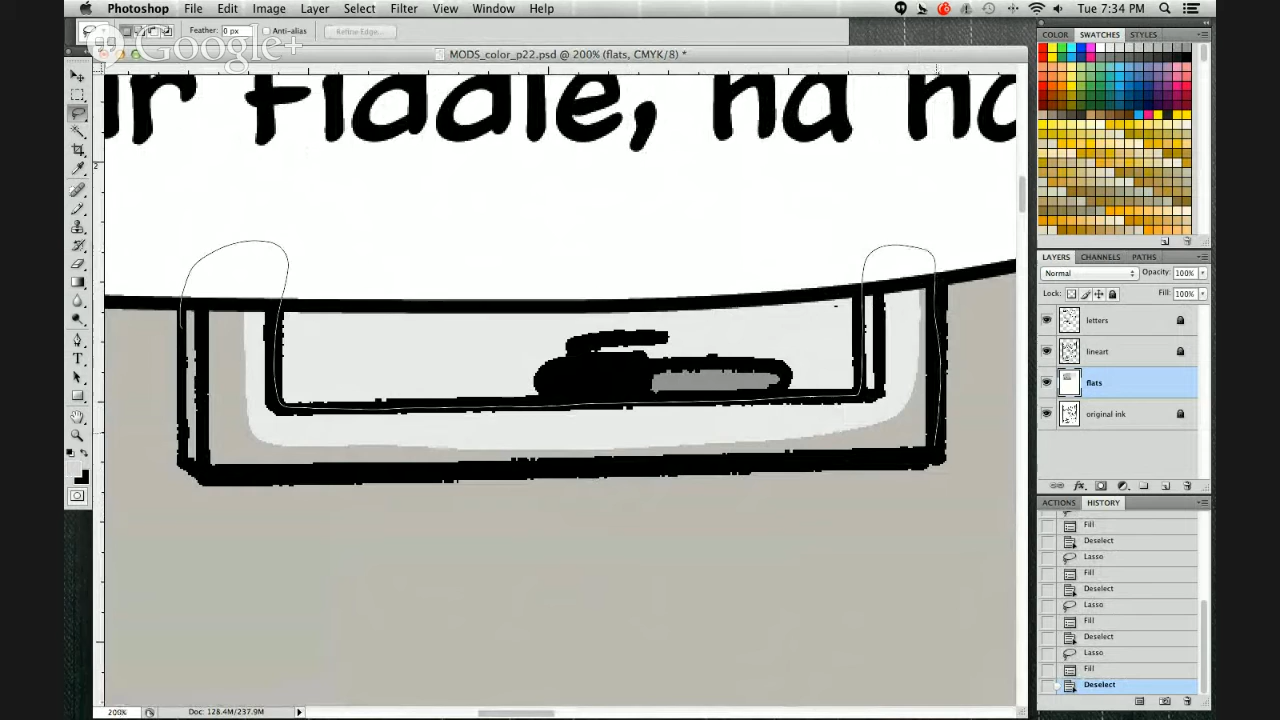 Photoshop File Edit Image Layer Select Filter View Window Help
Tue 7:34 PM
Feather: 0 px Anti-alias Refine Edge...
Google+
MODS_color_p22.psd @ 200% (flats, CMYK/8) *
fiddle, ha
COLOR SWATCHES STYLES
LAYERS CHANNELS PATHS
Normal Opacity: 100%
Lock: Fill: 100%
letters
lineart
flats
original ink
ACTIONS HISTORY
Fill
Deselect
Lasso
Fill
Deselect
Lasso
Fill
Deselect
Lasso
Fill
Deselect
200% Doc: 128.4M/237.9M